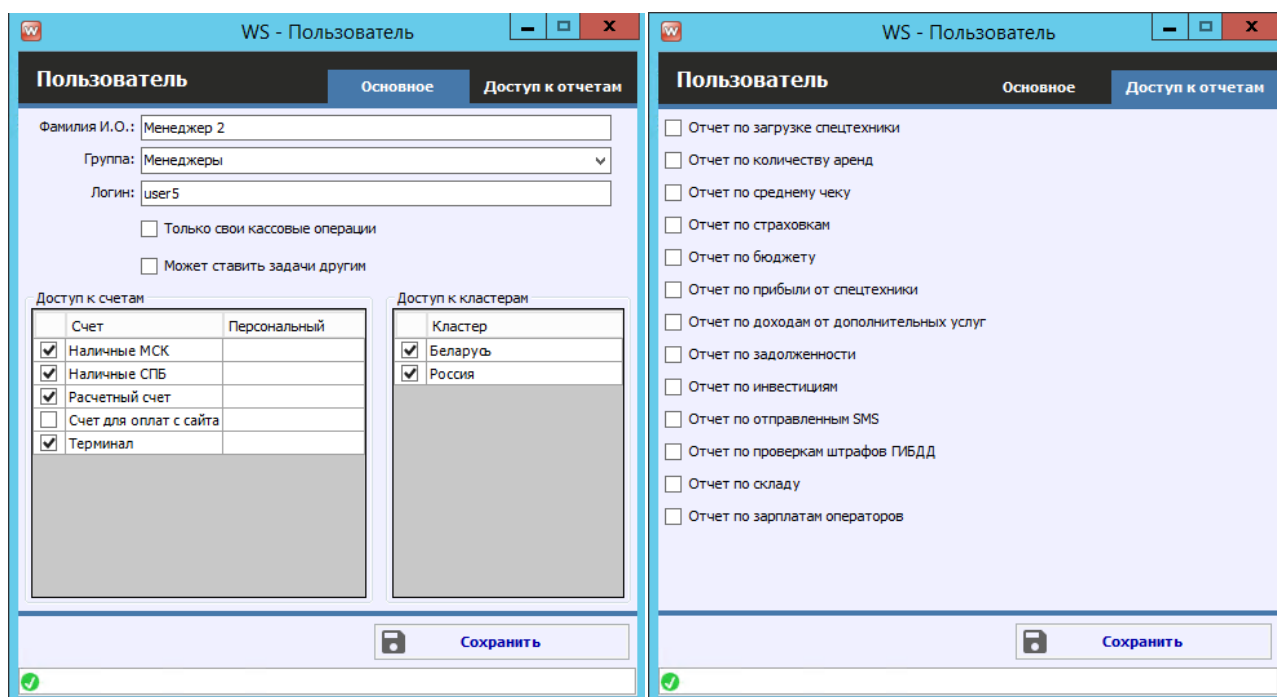 WS - Пользователь
Пользователь
Основное
Доступ к отчетам
Фамилия И.О.: Менеджер 2
Группа: Менеджеры
Логин: user5
Только свои кассовые операции
Может ставить задачи другим
Доступ к счетам
Счет Персональный
Наличные МСК
Наличные СПБ
Расчетный счет
Счет для оплат с сайта
Терминал
Доступ к кластерам
Кластер
Беларусь
Россия
Сохранить
WS - Пользователь
Пользователь
Основное
Доступ к отчетам
Отчет по загрузке спецтехники
Отчет по количеству аренд
Отчет по среднему чеку
Отчет по страховкам
Отчет по бюджету
Отчет по прибыли от спецтехники
Отчет по доходам от дополнительных услуг
Отчет по задолженности
Отчет по инвестициям
Отчет по отправленным SMS
Отчет по проверкам штрафов ГИБДД
Отчет по складу
Отчет по зарплатам операторов
Сохранить